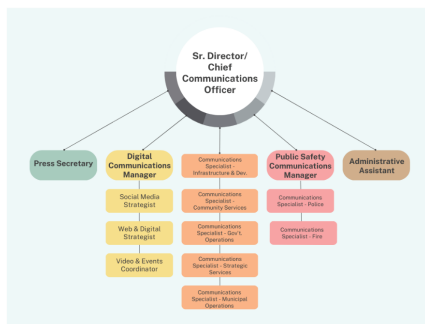 Sr. Director/
Chief
Communications
Officer
Press Secretary
Digital
Communications
Manager
Social Media
Strategist
Web & Digital
Strategist
Video & Events
Coordinator
Communications
Specialist -
Infrastructure & Dev.
Communications
Specialist -
Community Services
Communications
Specialist - Gov't
Operations
Communications
Specialist - Strategic
Services
Communications
Specialist - Municipal
Operations
Public Safety
Communications
Manager
Communications
Specialist - Police
Communications
Specialist - Fire
Administrative
Assistant